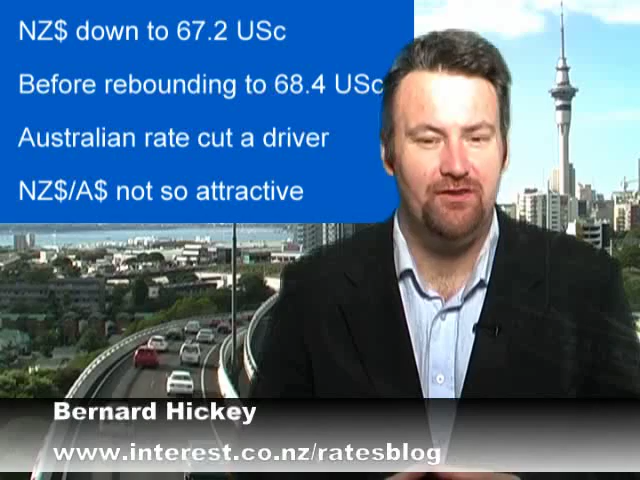 NZ$ down to 67.2 USc
Before rebounding to 68.4 USc
Australian rate cut a driver
NZ$/A$ not so attractive
Bernard Hickey
www.interest.co.nz/ratesblog